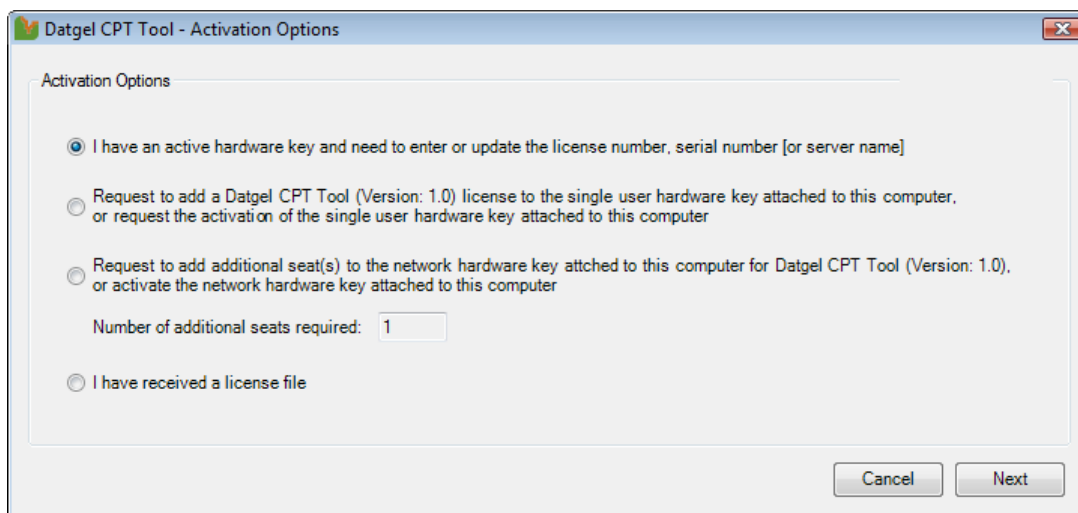 Datgel CPT Tool - Activation Options
Activation Options
I have an active hardware key and need to enter or update the license number, serial number [or server name]
Request to add a Datgel CPT Tool (Version: 1.0) license to the single user hardware key attached to this computer,
or request the activation of the single user hardware key attached to this computer
Request to add additional seat(s) to the network hardware key attched to this computer for Datgel CPT Tool (Version: 1.0),
or activate the network hardware key attached to this computer
Number of additional seats required: 1
I have received a license file
Cancel Next